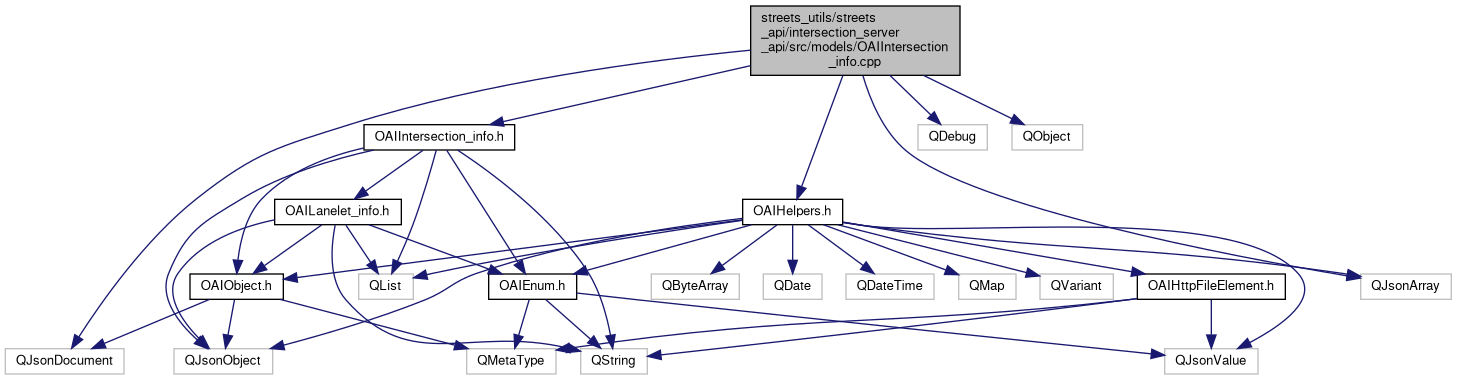 streets_utils/streets
_api/intersection_server
_api/src/models/OAIIntersection
_info.cpp
OAIIntersection_info.h
QDebug
QObject
OAILanelet_info.h
OAIHelpers.h
OAIObject.h
QList
OAIEnum.h
QByteArray
QDate
QDateTime
QMap
QVariant
OAIHttpFileElement.h
QJsonArray
QJsonDocument
QJsonObject
QMetaType
QString
QJsonValue